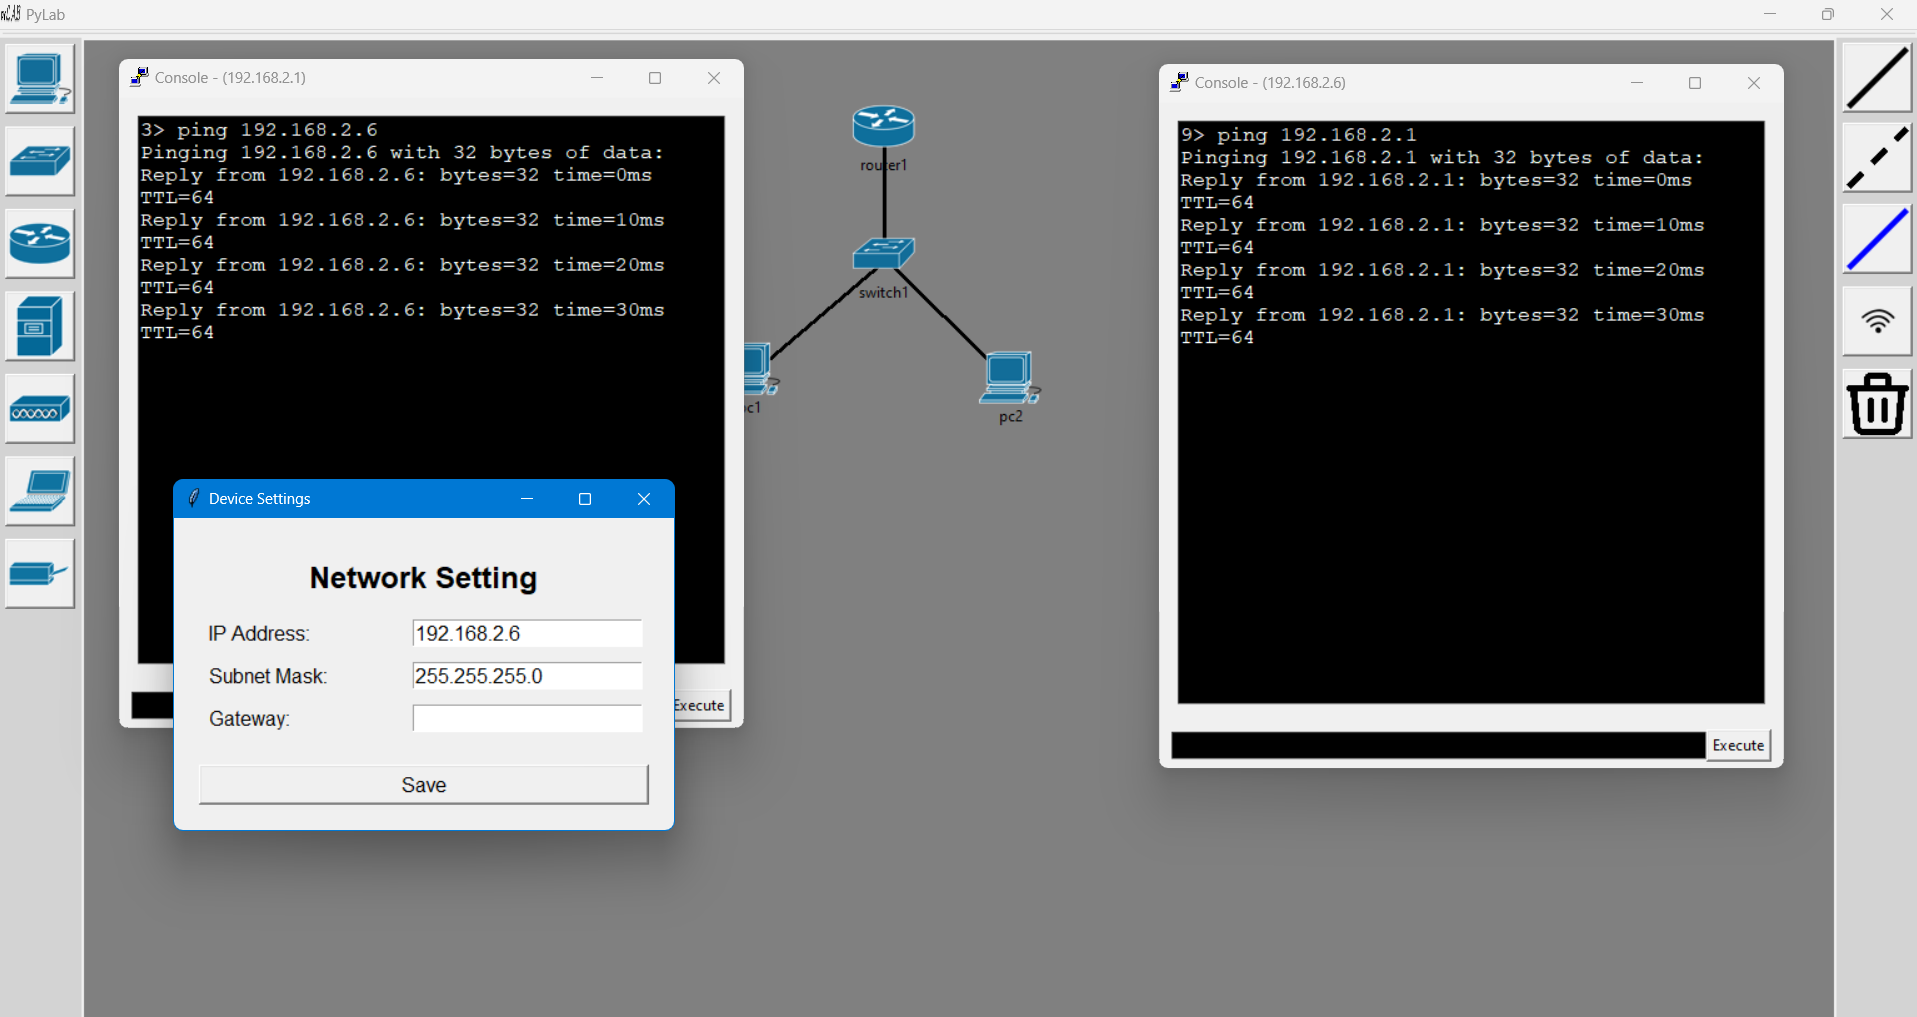 PyLab
Console - (192.168.2.1)
3> ping 192.168.2.6
Pinging 192.168.2.6 with 32 bytes of data:
Reply from 192.168.2.6: bytes=32 time=0ms
TTL=64
Reply from 192.168.2.6: bytes=32 time=10ms
TTL=64
Reply from 192.168.2.6: bytes=32 time=20ms
TTL=64
Reply from 192.168.2.6: bytes=32 time=30ms
TTL=64
Execute
Device Settings
Network Setting
IP Address:
192.168.2.6
Subnet Mask:
255.255.255.0
Gateway:
Save
router1
switch1
pc2
Console - (192.168.2.6)
9> ping 192.168.2.1
Pinging 192.168.2.1 with 32 bytes of data:
Reply from 192.168.2.1: bytes=32 time=0ms
TTL=64
Reply from 192.168.2.1: bytes=32 time=10ms
TTL=64
Reply from 192.168.2.1: bytes=32 time=20ms
TTL=64
Reply from 192.168.2.1: bytes=32 time=30ms
TTL=64
Execute